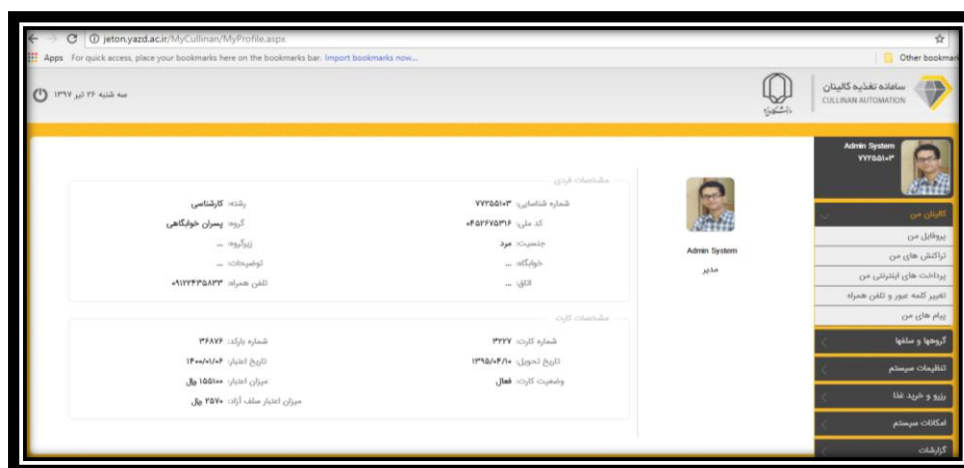 jeton.yazd.ac.ir/MyCullinan/MyProfile.aspx
Apps For quick access, place your bookmarks here on the bookmarks bar. Import bookmarks now...
Other bookmar
سامانه تغذیه کالینان
CULLINAN AUTOMATION
سه شنبه ۲۶ تیر ۱۳۹۷
Admin System
۷۷۲۵۵۱۰۳
کالینان من
پروفایل من
تراکنش های من
پرداخت های اینترنتی من
تغییر کلمه عبور و تلفن همراه
پیام های من
گروهها و سلفها
تنظیمات سیستم
رزرو و خرید غذا
امکانات سیستم
گزارشات
Admin System
مدیر
مشخصات فردی
شماره شناسایی: ۷۷۲۵۵۱۰۳
رشته: کارشناسی
کد ملی: ۰۴۵۲۶۷۵۳۱۶
گروه: پسران خوابگاهی
جنسیت: مرد
زیرگروه: ...
خوابگاه: ...
توضیحات: ...
اتاق: ...
تلفن همراه: ۰۹۱۲۲۴۳۵۸۳۳
مشخصات کارت
شماره کارت: ۳۲۲۷
شماره بارکد: ۳۶۸۷۶
تاریخ تحویل: ۱۳۹۵/۰۴/۱۰
تاریخ اعتبار: ۱۴۰۰/۰۱/۰۶
وضعیت کارت: فعال
میزان اعتبار: ۱۵۵۱۰۰ ریال
میزان اعتبار سلف آزاد: ۲۵۷۰ ریال